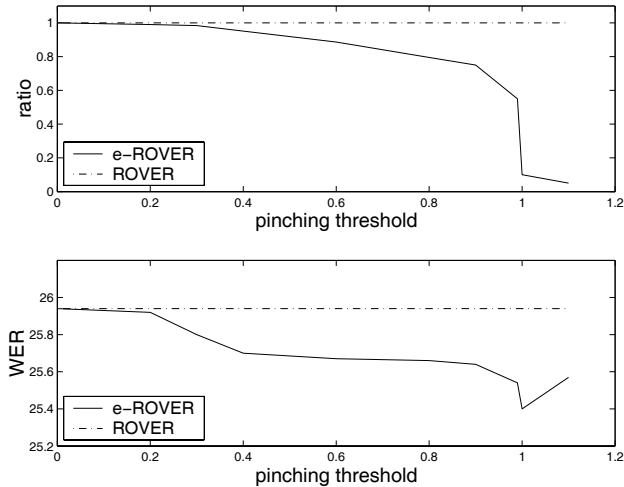 1
0.8
0.6
0.4
0.2
0
ratio
e-ROVER
ROVER
0 0.2 0.4 0.6 0.8 1 1.2
pinching threshold
26
25.8
25.6
25.4
25.2
WER
e-ROVER
ROVER
0 0.2 0.4 0.6 0.8 1 1.2
pinching threshold